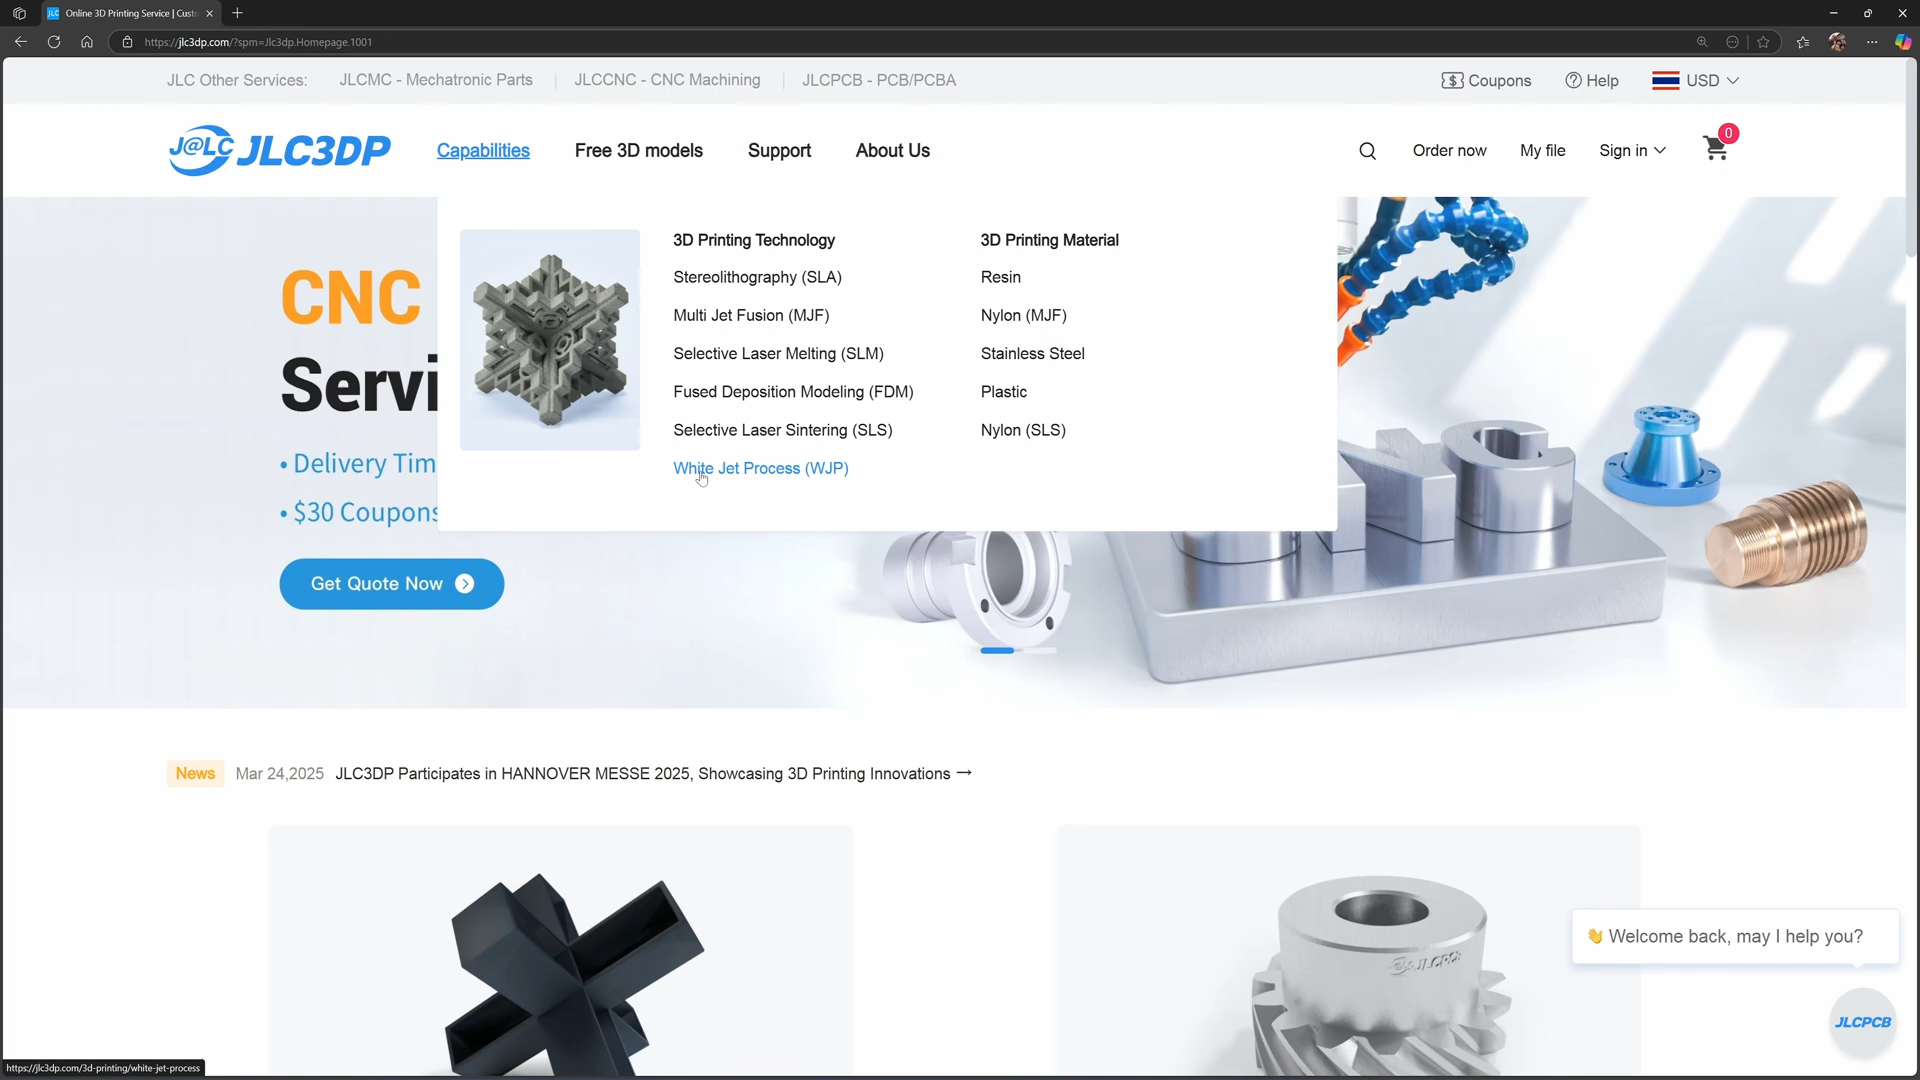 JLC Online 3D Printing Service | Custo
https://jlc3dp.com/?spm=Jlc3dp.Homepage.1001
JLC Other Services: JLCMC - Mechatronic Parts JLCCNC - CNC Machining JLCPCB - PCB/PCBA Coupons Help USD
J@LC JLC3DP Capabilities Free 3D models Support About Us Order now My file Sign in 0
3D Printing Technology
Stereolithography (SLA)
Multi Jet Fusion (MJF)
Selective Laser Melting (SLM)
Fused Deposition Modeling (FDM)
Selective Laser Sintering (SLS)
White Jet Process (WJP)
3D Printing Material
Resin
Nylon (MJF)
Stainless Steel
Plastic
Nylon (SLS)
CNC
Servi
• Delivery Tim
• $30 Coupons
Get Quote Now
News Mar 24,2025 JLC3DP Participates in HANNOVER MESSE 2025, Showcasing 3D Printing Innovations →
JLCPCB
👋 Welcome back, may I help you?
JLCPCB
https://jlc3dp.com/3d-printing/white-jet-process